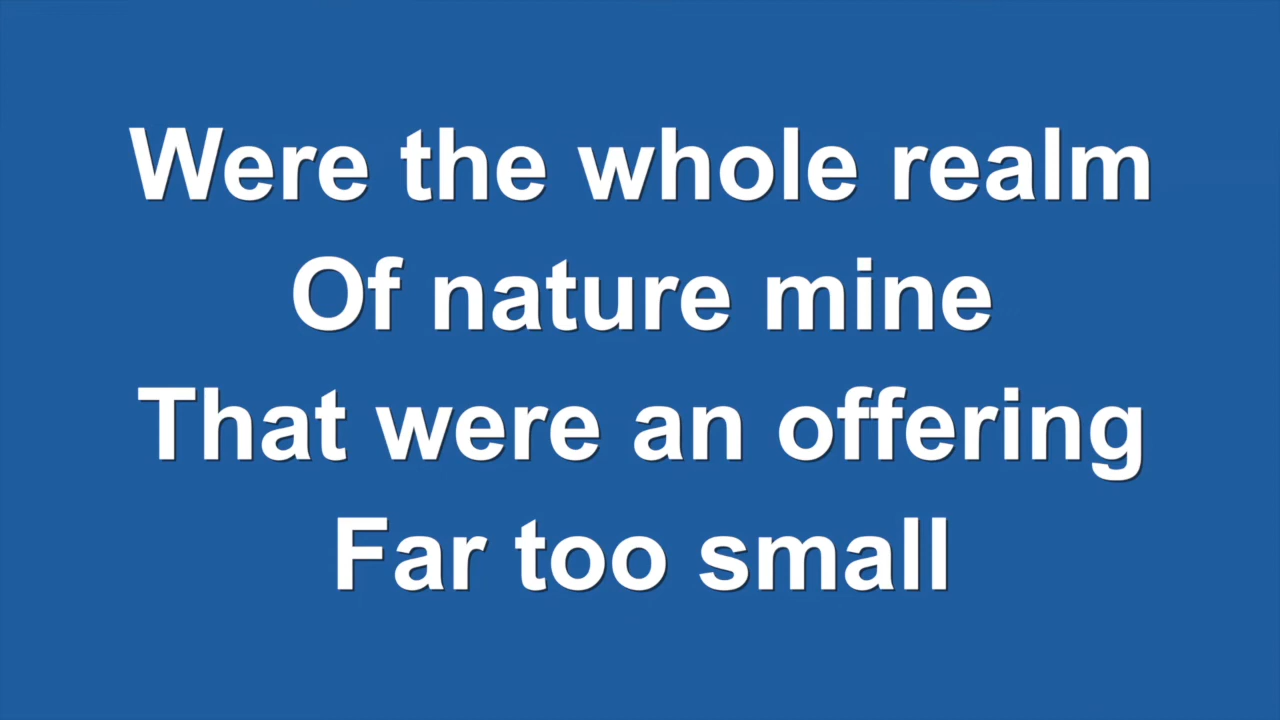 Were the whole realm
Of nature mine
That were an offering
Far too small